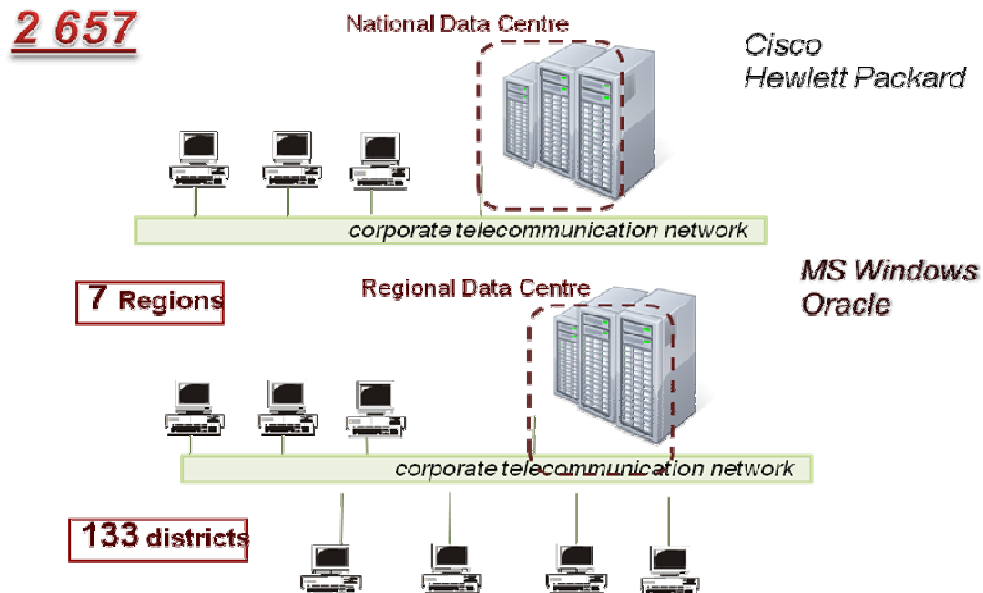 2 657
National Data Centre
Cisco
Hewlett Packard
corporate telecommunication network
MS Windows
Oracle
7 Regions
Regional Data Centre
corporate telecommunication network
133 districts